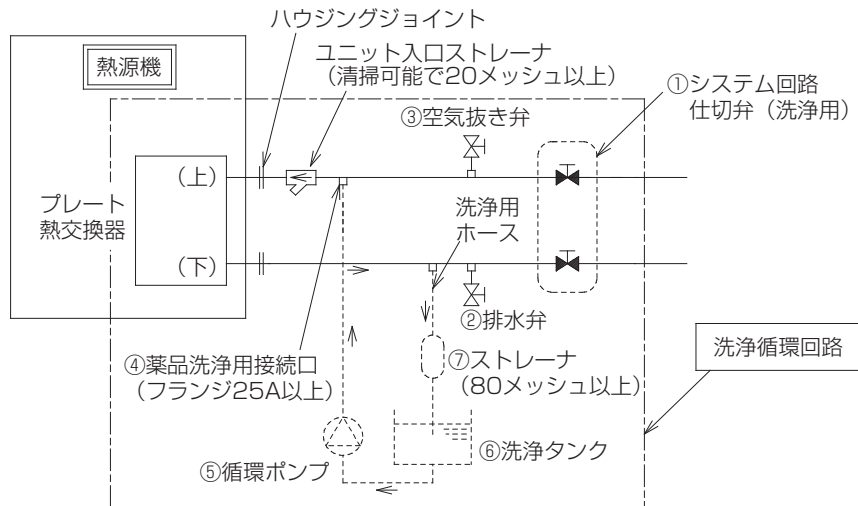 ハウジングジョイント
熱源機
ユニット入口ストレーナ
（清掃可能で20メッシュ以上）
①システム回路
仕切弁（洗浄用）
③空気抜き弁
（上）
プレート
熱交換器
洗浄用
ホース
（下）
②排水弁
④薬品洗浄用接続口
（フランジ25A以上）
⑦ストレーナ
（80メッシュ以上）
洗浄循環回路
⑥洗浄タンク
⑤循環ポンプ